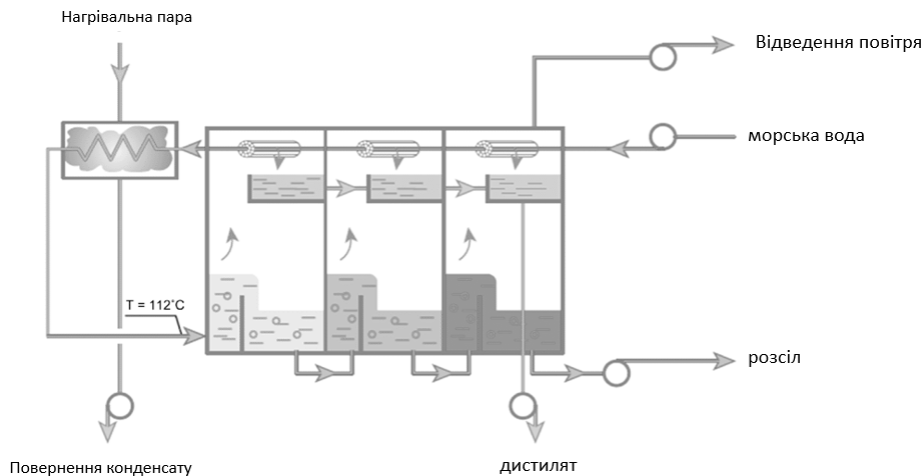 Нагрівальна пара
Відведення повітря
морська вода
T = 112°C
розсіл
Повернення конденсату
дистилят